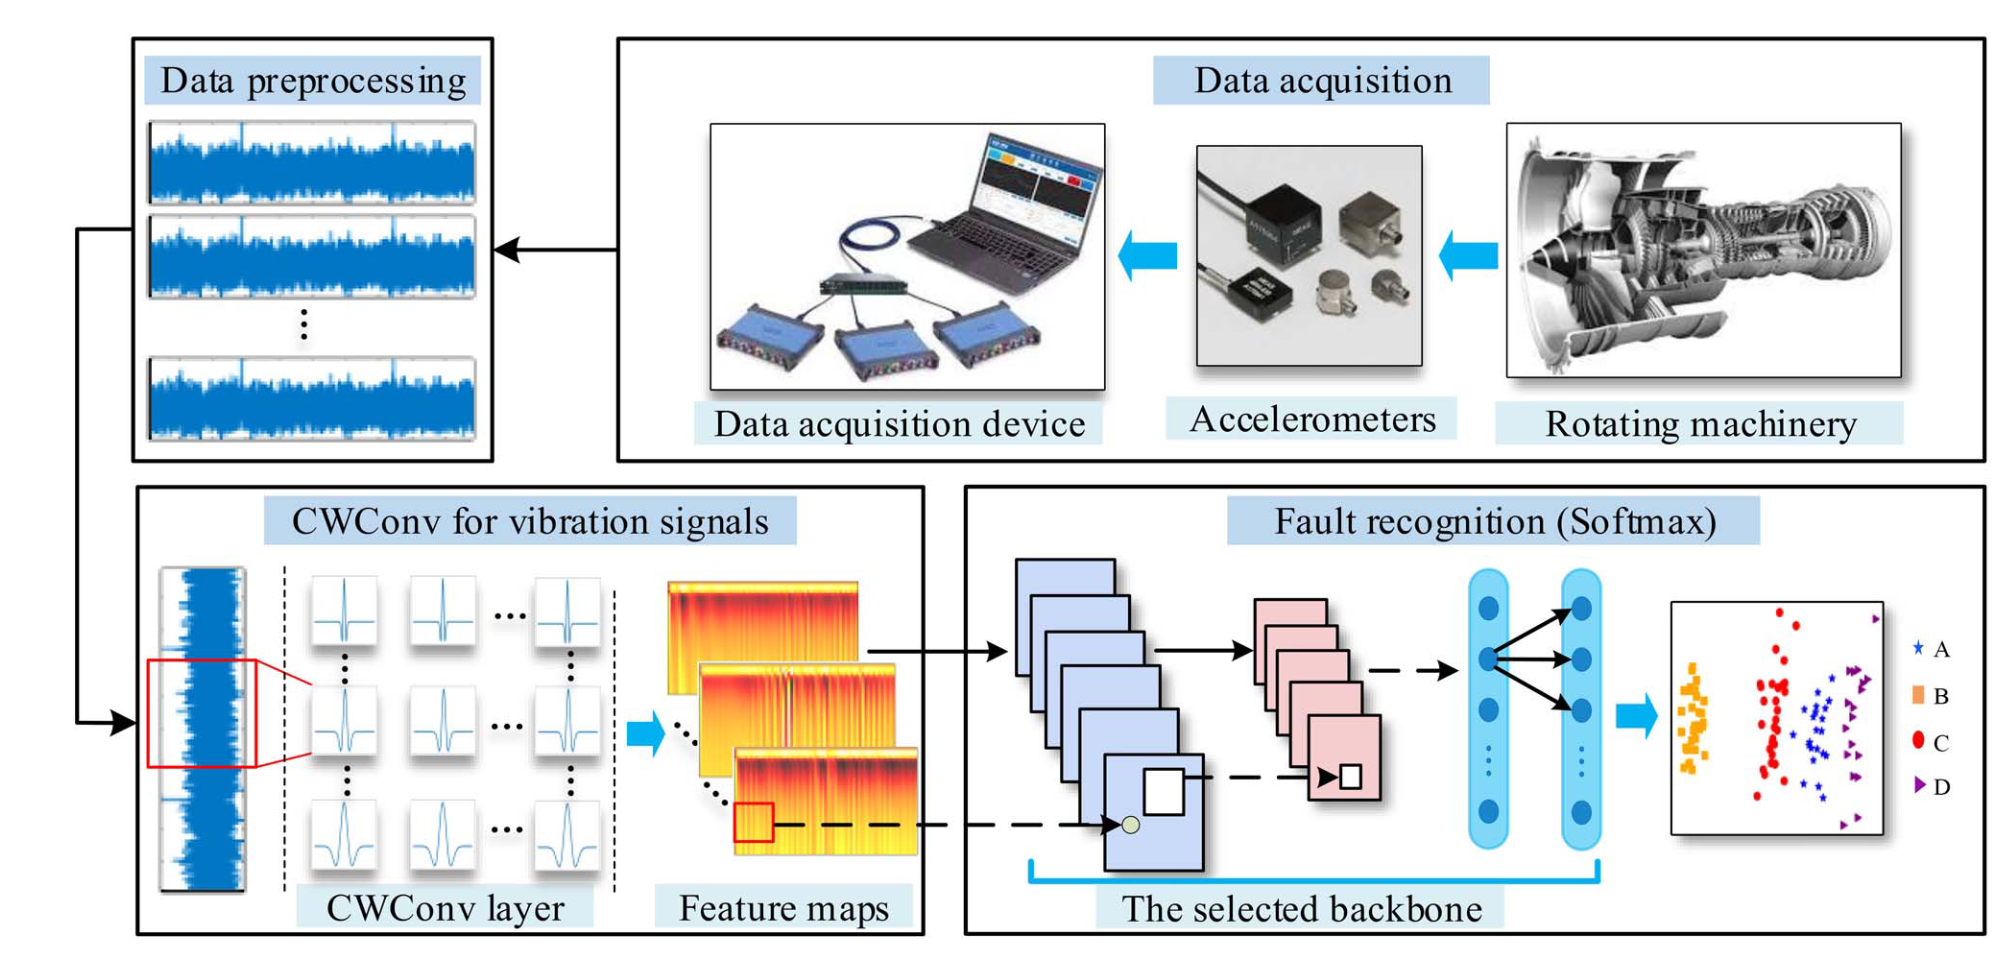 Data preprocessing
Data acquisition
Data acquisition device
Accelerometers
Rotating machinery
CWConv for vibration signals
CWConv layer
Feature maps
Fault recognition (Softmax)
A
B
C
D
The selected backbone